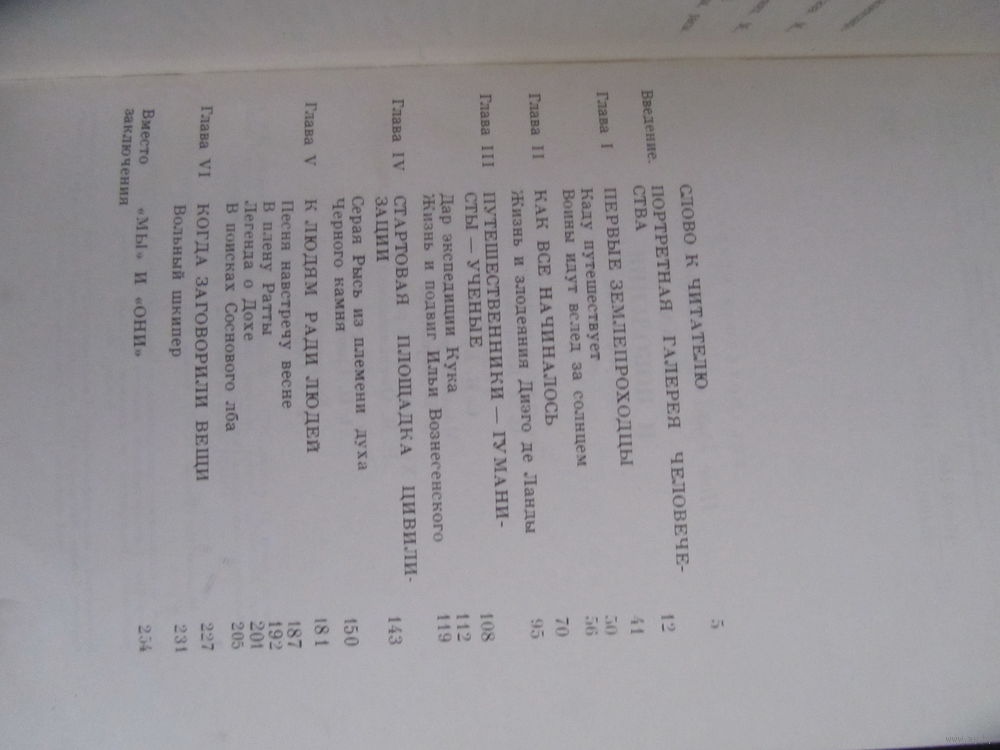 СЛОВО К ЧИТАТЕЛЮ 5
Введение. ПОРТРЕТНАЯ ГАЛЕРЕЯ ЧЕЛОВЕЧЕ-
СТВА 12
Глава I ПЕРВЫЕ ЗЕМЛЕПРОХОДЦЫ 41
Каду путешествует 50
Воины идут вслед за солнцем 56
Глава II КАК ВСЕ НАЧИНАЛОСЬ 70
Жизнь и злодеяния Диэго де Ланды 95
Глава III ПУТЕШЕСТВЕННИКИ — ГУМАНИ-
СТЫ — УЧЕНЫЕ 108
Дар экспедиции Кука 112
Жизнь и подвиг Ильи Вознесенского 119
Глава IV СТАРТОВАЯ ПЛОЩАДКА ЦИВИЛИ-
ЗАЦИИ 143
Серая Рысь из племени духа
Черного камня 150
Глава V К ЛЮДЯМ РАДИ ЛЮДЕЙ 181
Песня навстречу весне 187
В плену Ратты 192
Легенда о Дохе 201
В поисках Соснового лба 205
Глава VI КОГДА ЗАГОВОРИЛИ ВЕЩИ 227
Вольный шкипер 231
Вместо «МЫ» И «ОНИ» 254
заключения